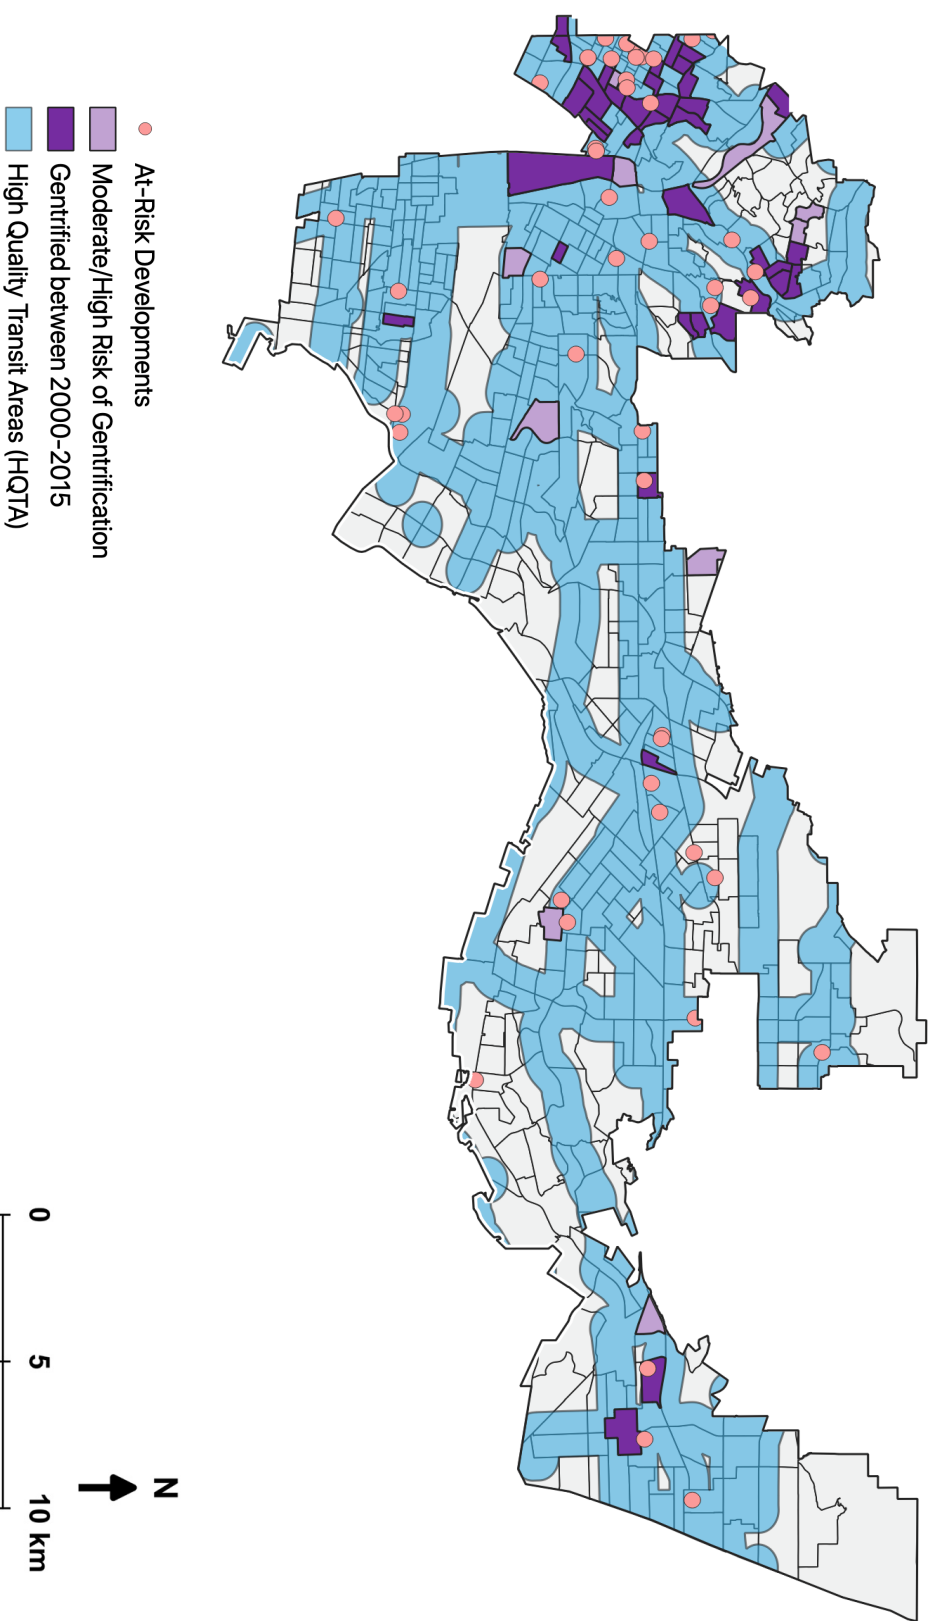 At-Risk Developments
Moderate/High Risk of Gentrification
Gentrified between 2000-2015
High Quality Transit Areas (HQTA)
N
0 5 10 km